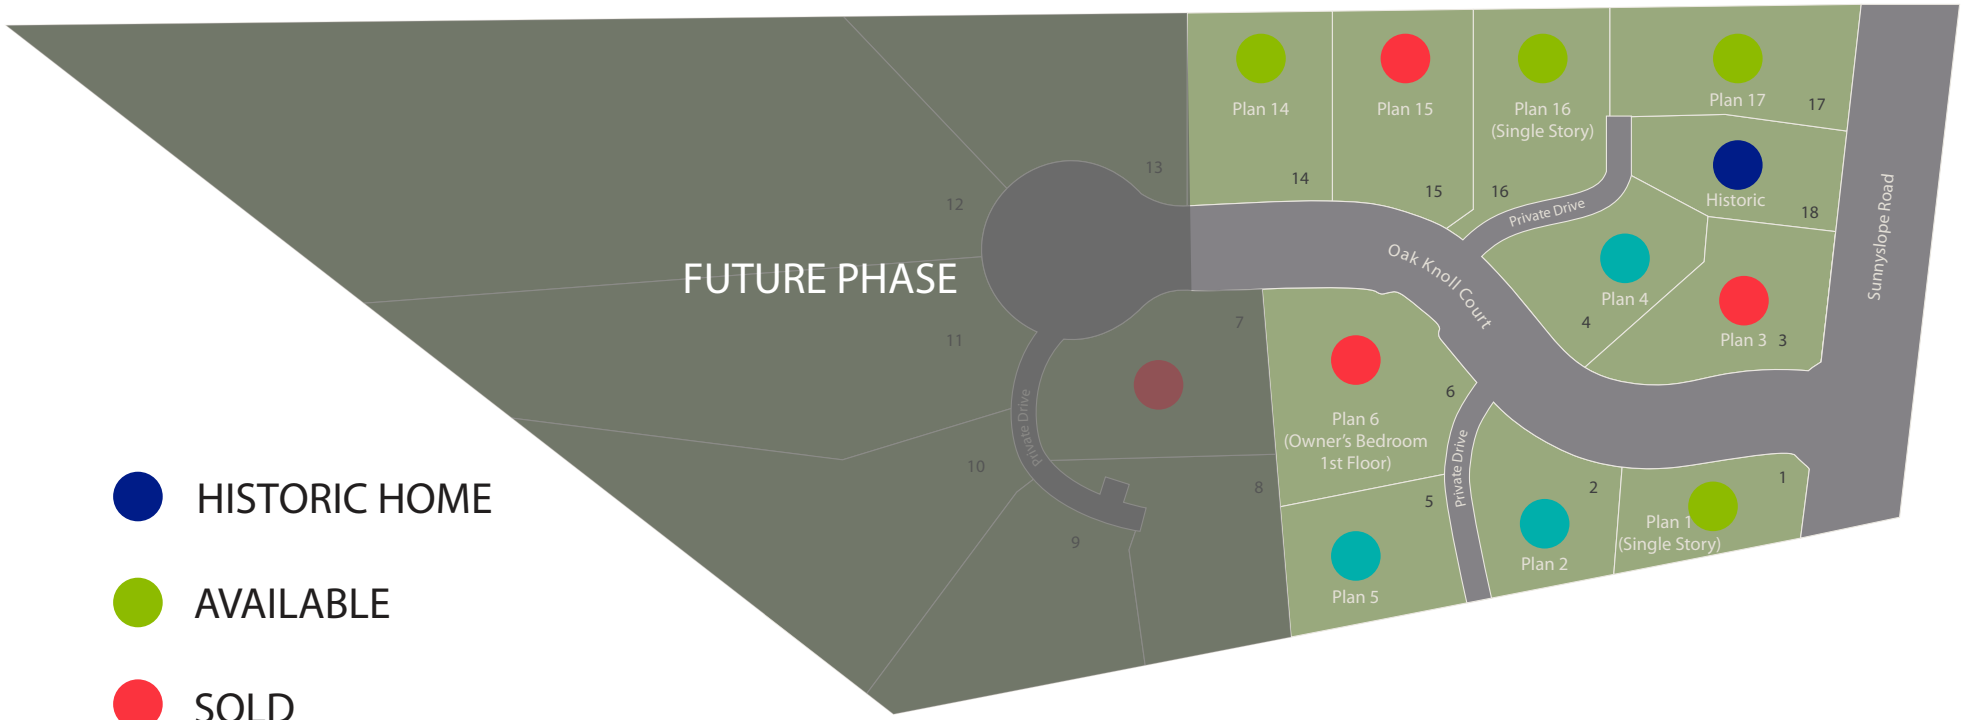 Plan 14
Plan 15
Plan 16
(Single Story)
Plan 17
17
13
14
15
16
12
Private Drive
Historic
18
Sunnyslope Road
FUTURE PHASE
Oak Knoll Court
Plan 4
4
Plan 3
3
11
7
Private Drive
6
Plan 6
(Owner's Bedroom
1st Floor)
Private Drive
10
8
5
2
1
9
Plan 1
(Single Story)
Plan 2
Plan 5
HISTORIC HOME
AVAILABLE
SOLD